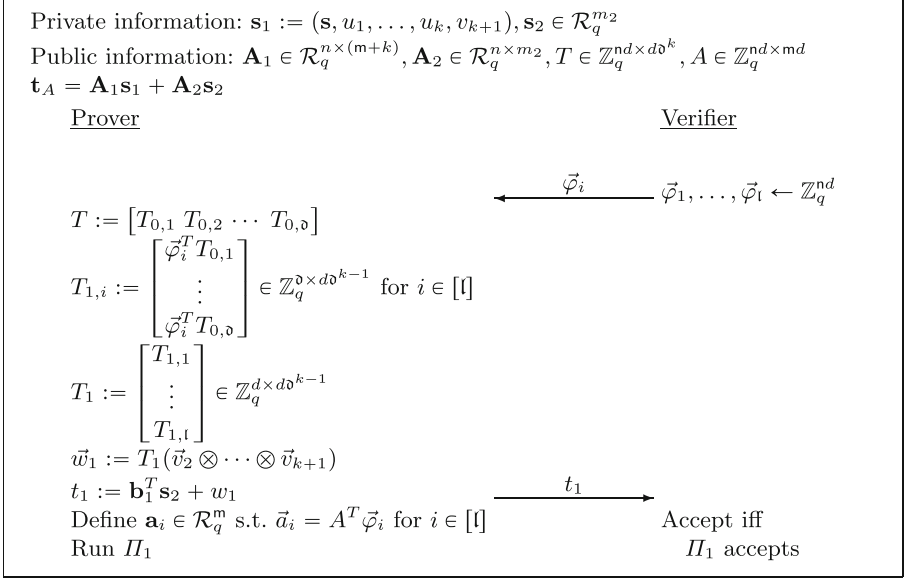 Private information: 𝐬₁ := (𝐬, u₁, …, uₖ, vₖ₊₁), 𝐬₂ ∈ ℛ_q^{m₂}
Public information: 𝐀₁ ∈ ℛ_q^{n×(𝔪+k)}, 𝐀₂ ∈ ℛ_q^{n×m₂}, T ∈ ℤ_q^{𝔫d×d𝔡^k}, A ∈ ℤ_q^{𝔫d×𝔪d}
𝐭_A = 𝐀₁𝐬₁ + 𝐀₂𝐬₂
Prover Verifier
φ⃗_i φ⃗₁, …, φ⃗_𝔩 ← ℤ_q^{𝔫d}
T := [T_{0,1} T_{0,2} ⋯ T_{0,𝔡}]
T_{1,i} := [φ⃗_i^T T_{0,1} ⋮ φ⃗_i^T T_{0,𝔡}] ∈ ℤ_q^{𝔡×d𝔡^{k−1}} for i ∈ [𝔩]
T₁ := [T_{1,1} ⋮ T_{1,𝔩}] ∈ ℤ_q^{d×d𝔡^{k−1}}
w⃗₁ := T₁(v⃗₂ ⊗ ⋯ ⊗ v⃗_{k+1})
t₁ := 𝐛₁^T 𝐬₂ + w₁ t₁
Define 𝐚_i ∈ ℛ_q^𝔪 s.t. a⃗_i = A^T φ⃗_i for i ∈ [𝔩] Accept iff
Run Π₁ Π₁ accepts